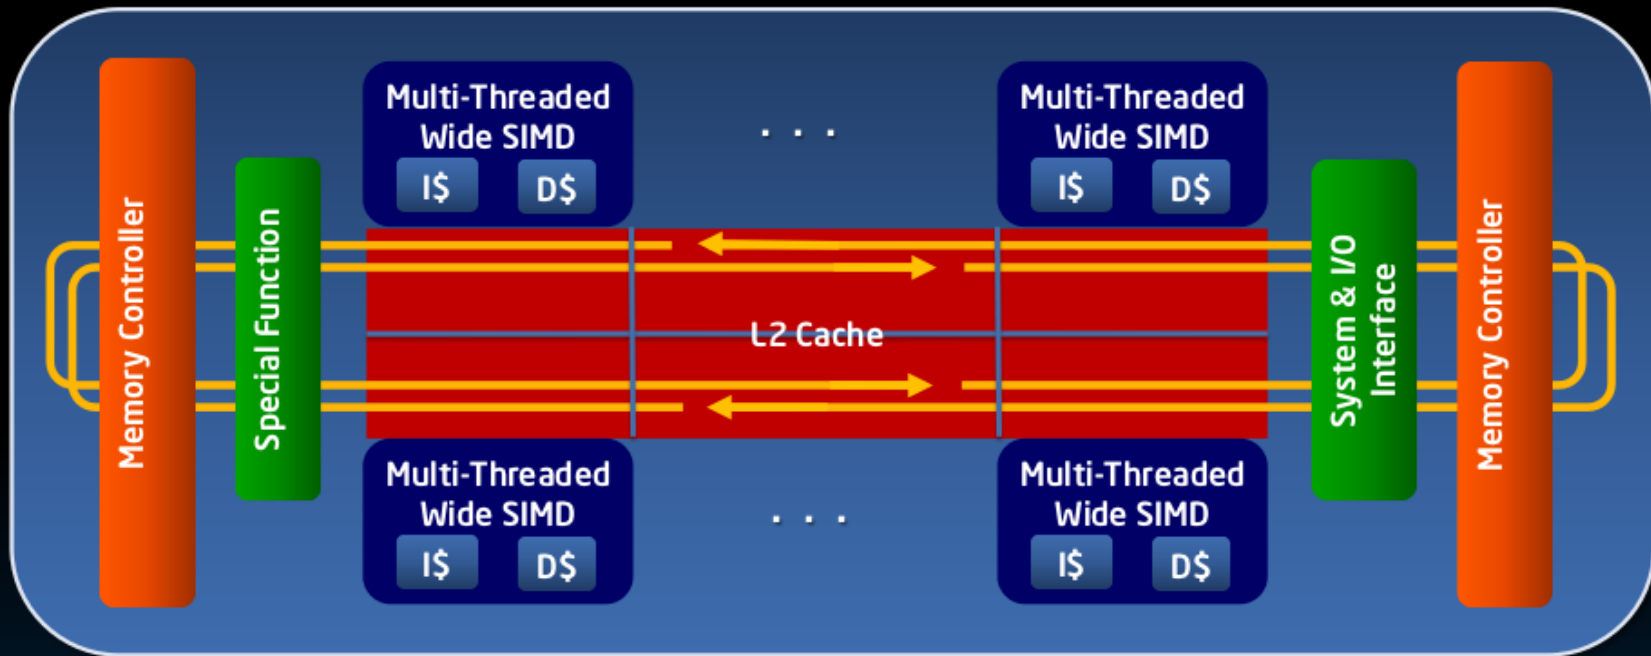 Multi-Threaded
Wide SIMD
I$ D$
. . .
Multi-Threaded
Wide SIMD
I$ D$
Memory Controller
Special Function
L2 Cache
System & I/O
Interface
Memory Controller
Multi-Threaded
Wide SIMD
I$ D$
. . .
Multi-Threaded
Wide SIMD
I$ D$